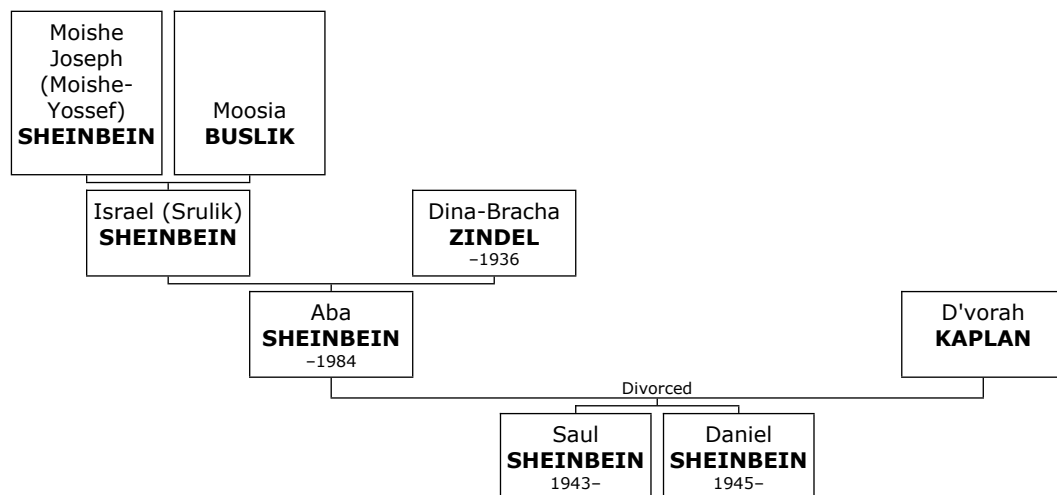 Moishe
Joseph
(Moishe-
Yossef)
SHEINBEIN
Moosia
BUSLIK
Israel (Srulik)
SHEINBEIN
Dina-Bracha
ZINDEL
–1936
Aba
SHEINBEIN
–1984
D'vorah
KAPLAN
Divorced
Saul
SHEINBEIN
1943–
Daniel
SHEINBEIN
1945–